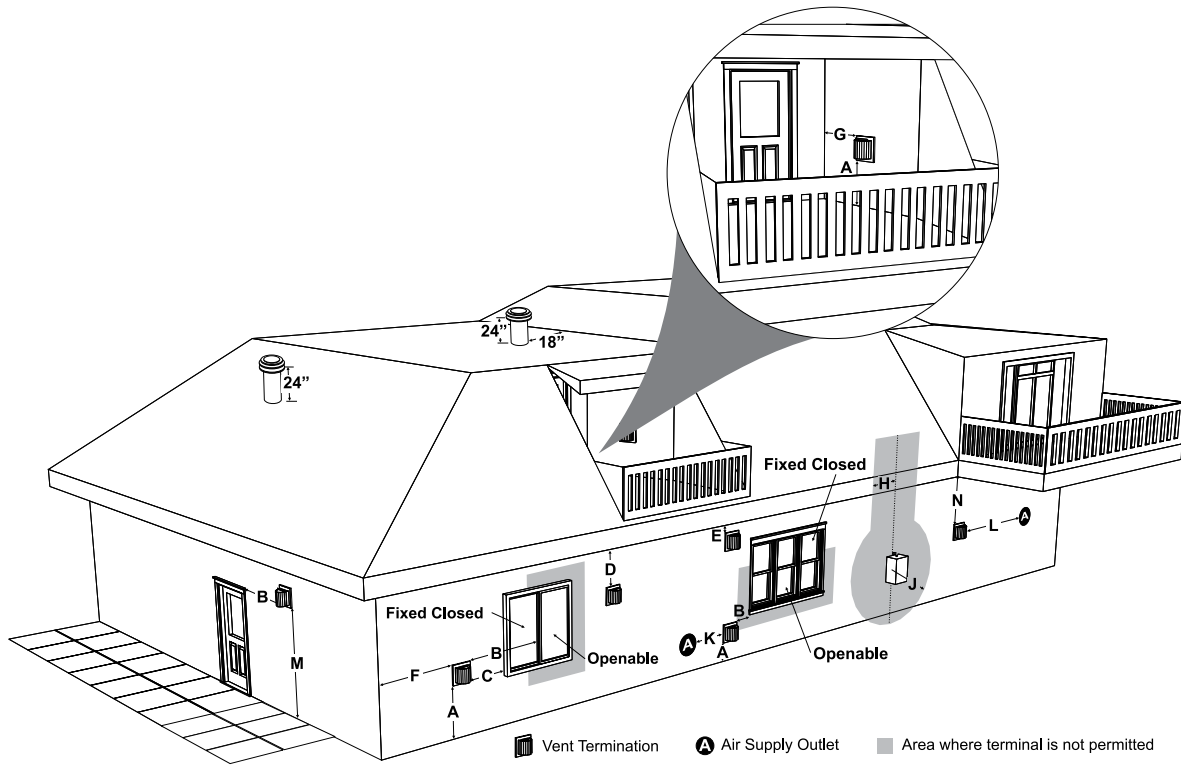 G
A
24”
18”
24”
Fixed Closed
H
N
L
A
E
D
B
Fixed Closed
J
B
K
A
A
Openable
M
B
Openable
F
C
A
Vent Termination
A Air Supply Outlet
Area where terminal is not permitted